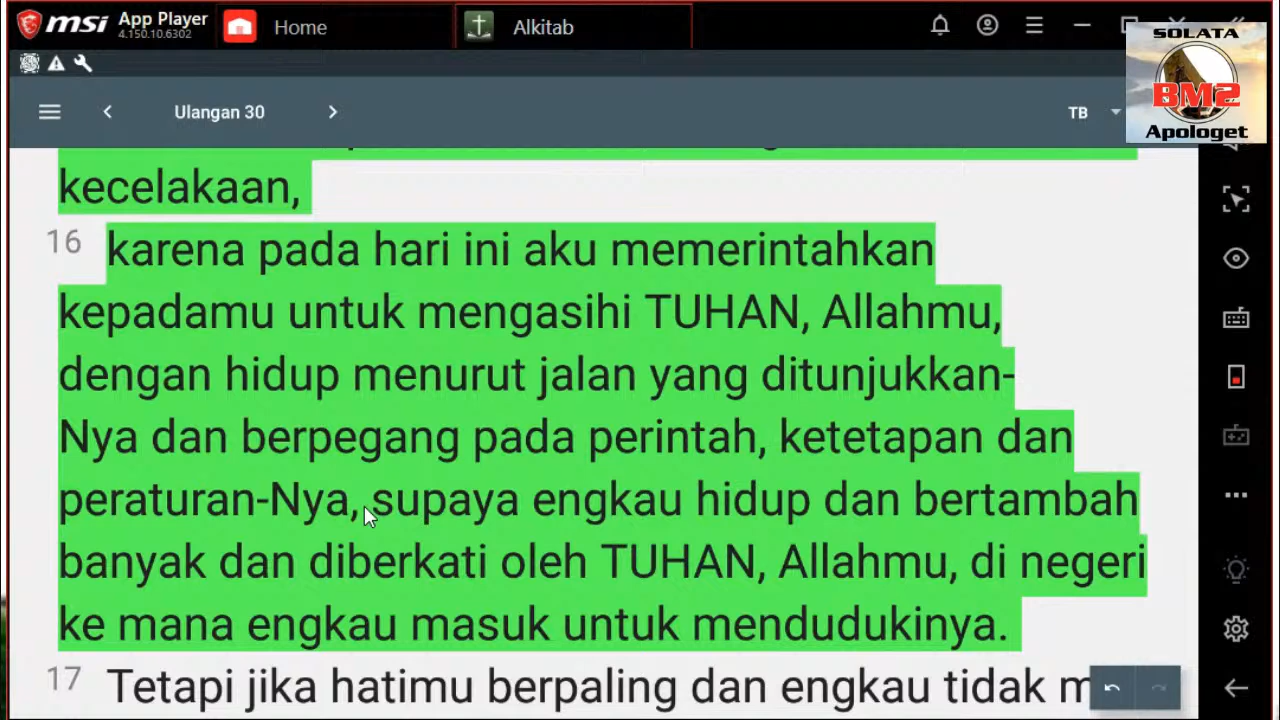 msi App Player
4.150.10.6302
Home
Alkitab
SOLATA
BM2
Apologet
Ulangan 30
TB
kecelakaan,
16 karena pada hari ini aku memerintahkan
kepadamu untuk mengasihi TUHAN, Allahmu,
dengan hidup menurut jalan yang ditunjukkan-
Nya dan berpegang pada perintah, ketetapan dan
peraturan-Nya, supaya engkau hidup dan bertambah
banyak dan diberkati oleh TUHAN, Allahmu, di negeri
ke mana engkau masuk untuk mendudukinya.
17 Tetapi jika hatimu berpaling dan engkau tidak